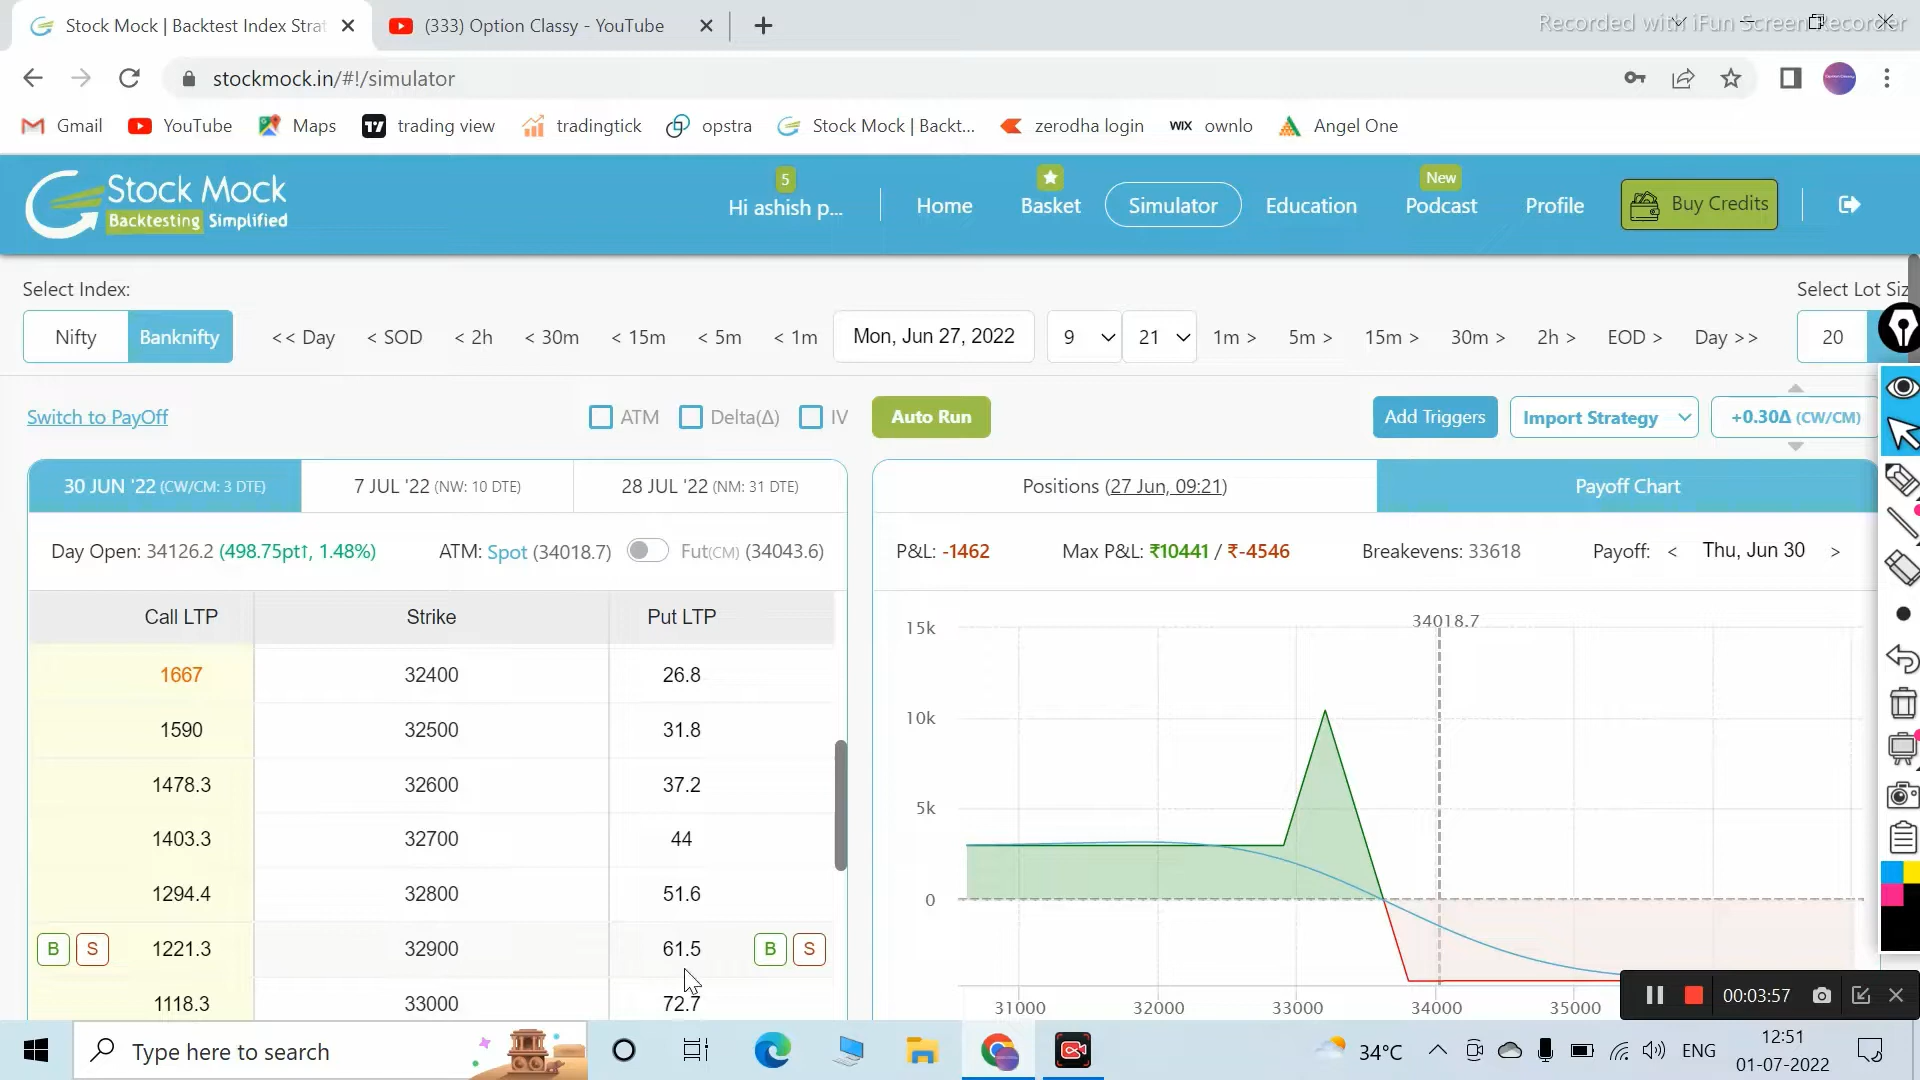 Stock Mock | Backtest Index Strat
(333) Option Classy - YouTube
Recorded with iFun Screen Recorder
stockmock.in/#!/simulator
Gmail
YouTube
Maps
trading view
tradingtick
opstra
Stock Mock | Backt...
zerodha login
WIX ownlo
Angel One
Stock Mock
Backtesting Simplified
5
Hi ashish p...
Home
Basket
Simulator
Education
New
Podcast
Profile
Buy Credits
Select Index:
Select Lot Siz
Nifty
Banknifty
<< Day
< SOD
< 2h
< 30m
< 15m
< 5m
< 1m
Mon, Jun 27, 2022
9
21
1m >
5m >
15m >
30m >
2h >
EOD >
Day >>
20
Switch to PayOff
ATM
Delta(Δ)
IV
Auto Run
Add Triggers
Import Strategy
+0.30Δ (CW/CM)
30 JUN '22 (CW/CM: 3 DTE)
7 JUL '22 (NW: 10 DTE)
28 JUL '22 (NM: 31 DTE)
Positions (27 Jun, 09:21)
Payoff Chart
Day Open: 34126.2 (498.75pt↑, 1.48%)
ATM: Spot (34018.7)
Fut(CM) (34043.6)
P&L: -1462
Max P&L: ₹10441 / ₹-4546
Breakevens: 33618
Payoff: < Thu, Jun 30 >
Call LTP Strike Put LTP
1667 32400 26.8
1590 32500 31.8
1478.3 32600 37.2
1403.3 32700 44
1294.4 32800 51.6
B S 1221.3 32900 61.5 B S
1118.3 33000 72.7
34018.7
15k
10k
5k
0
31000 32000 33000 34000 35000
00:03:57
Type here to search
34°C
ENG
12:51
01-07-2022